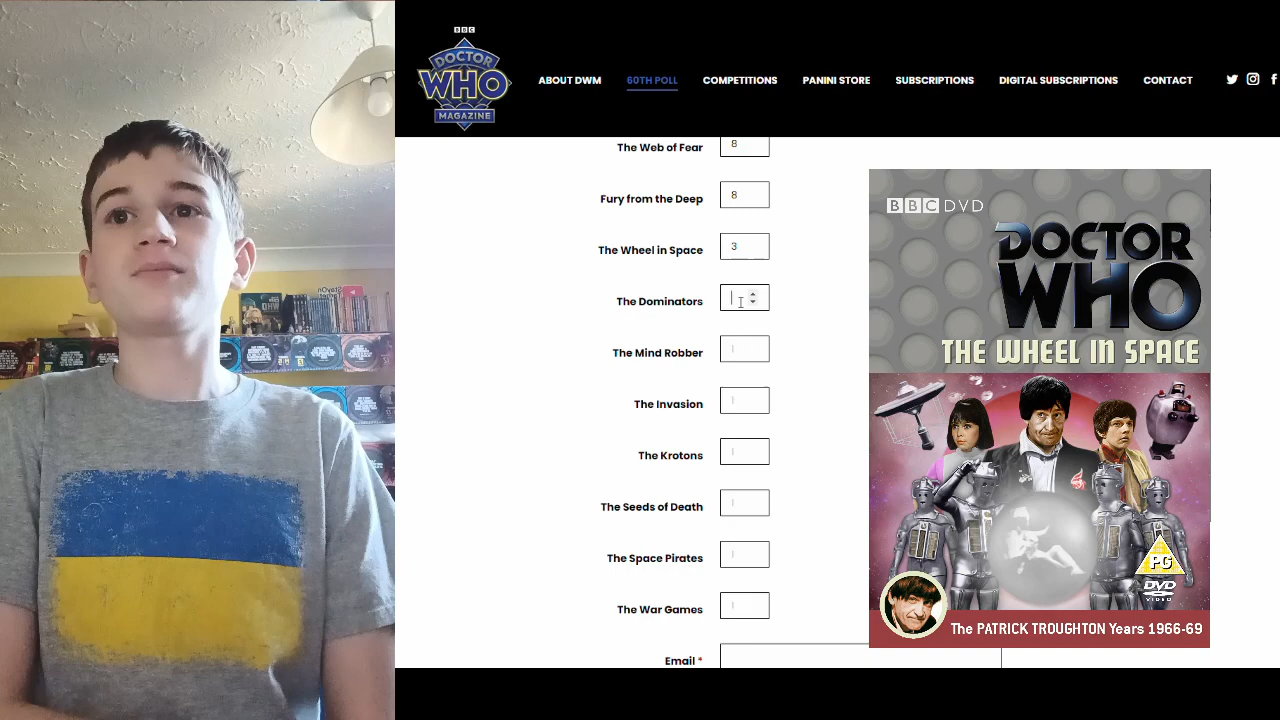 BBC
DOCTOR
WHO
MAGAZINE
ABOUT DWM
60TH POLL
COMPETITIONS
PANINI STORE
SUBSCRIPTIONS
DIGITAL SUBSCRIPTIONS
CONTACT
The Web of Fear 8
Fury from the Deep 8
The Wheel in Space 3
The Dominators
The Mind Robber
The Invasion
The Krotons
The Seeds of Death
The Space Pirates
The War Games
Email *
BBC DVD
DOCTOR
WHO
THE WHEEL IN SPACE
PG
DVD
VIDEO
The PATRICK TROUGHTON Years 1966-69